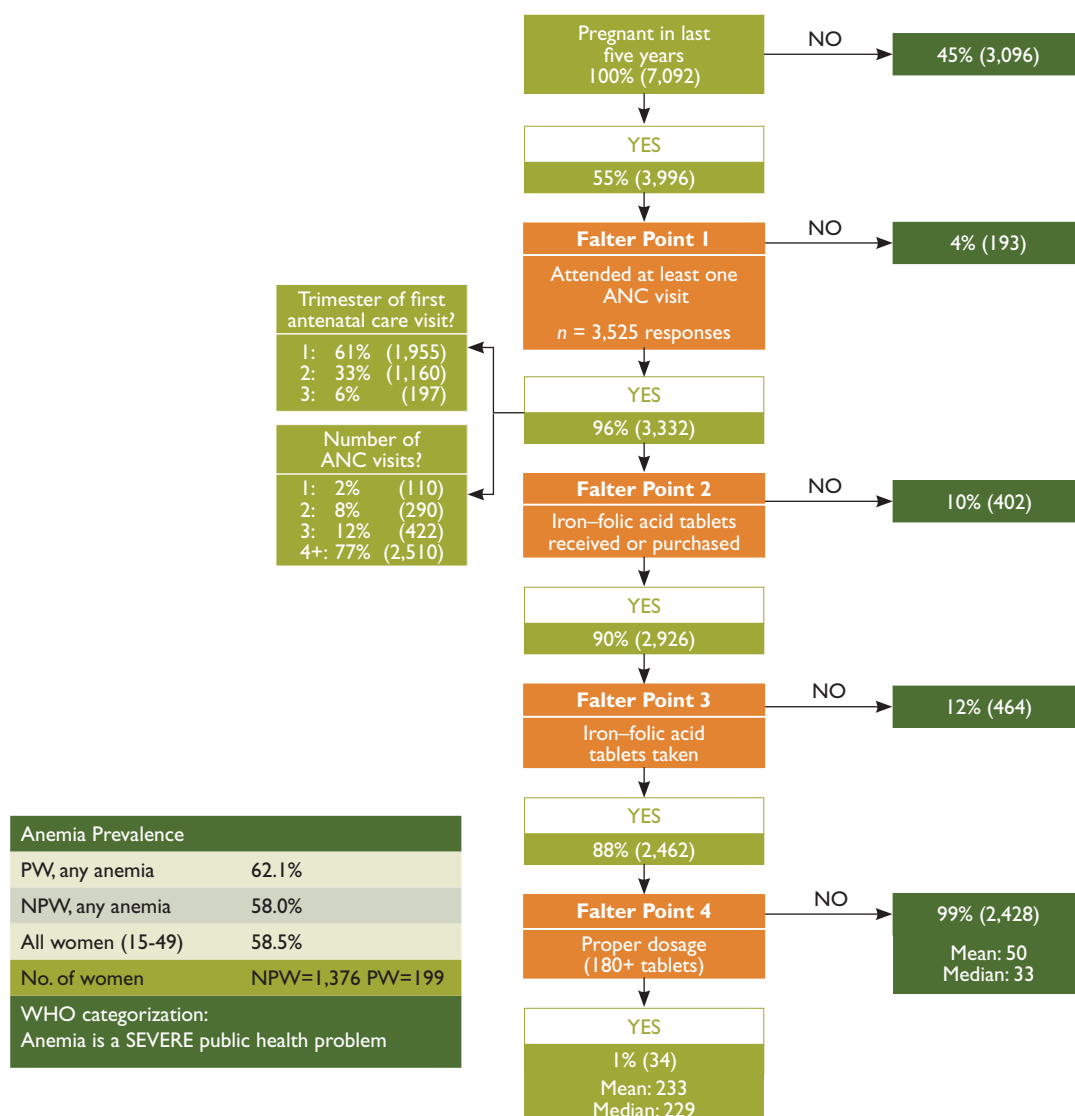 Pregnant in last
five years
100% (7,092)
NO
45% (3,096)
YES
55% (3,996)
Falter Point 1
NO
4% (193)
Attended at least one
ANC visit
n = 3,525 responses
Trimester of first
antenatal care visit?
1: 61% (1,955)
2: 33% (1,160)
3: 6% (197)
YES
96% (3,332)
Number of
ANC visits?
1: 2% (110)
2: 8% (290)
3: 12% (422)
4+: 77% (2,510)
Falter Point 2
NO
10% (402)
Iron–folic acid tablets
received or purchased
YES
90% (2,926)
Falter Point 3
NO
12% (464)
Iron–folic acid
tablets taken
YES
88% (2,462)
Falter Point 4
NO
99% (2,428)
Mean: 50
Median: 33
Proper dosage
(180+ tablets)
YES
1% (34)
Mean: 233
Median: 229
Anemia Prevalence
PW, any anemia 62.1%
NPW, any anemia 58.0%
All women (15-49) 58.5%
No. of women NPW=1,376 PW=199
WHO categorization:
Anemia is a SEVERE public health problem